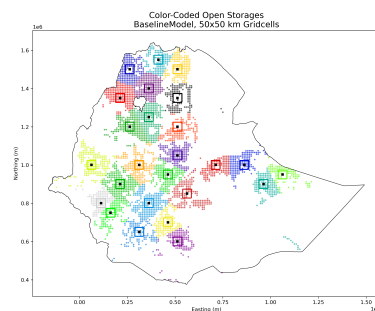 Color-Coded Open Storages
BaselineModel, 50x50 km Gridcells
1e6
1.6
1.4
1.2
1.0
0.8
0.6
0.4
Northing (m)
0.00
0.25
0.50
0.75
1.00
1.25
1.50
Easting (m)